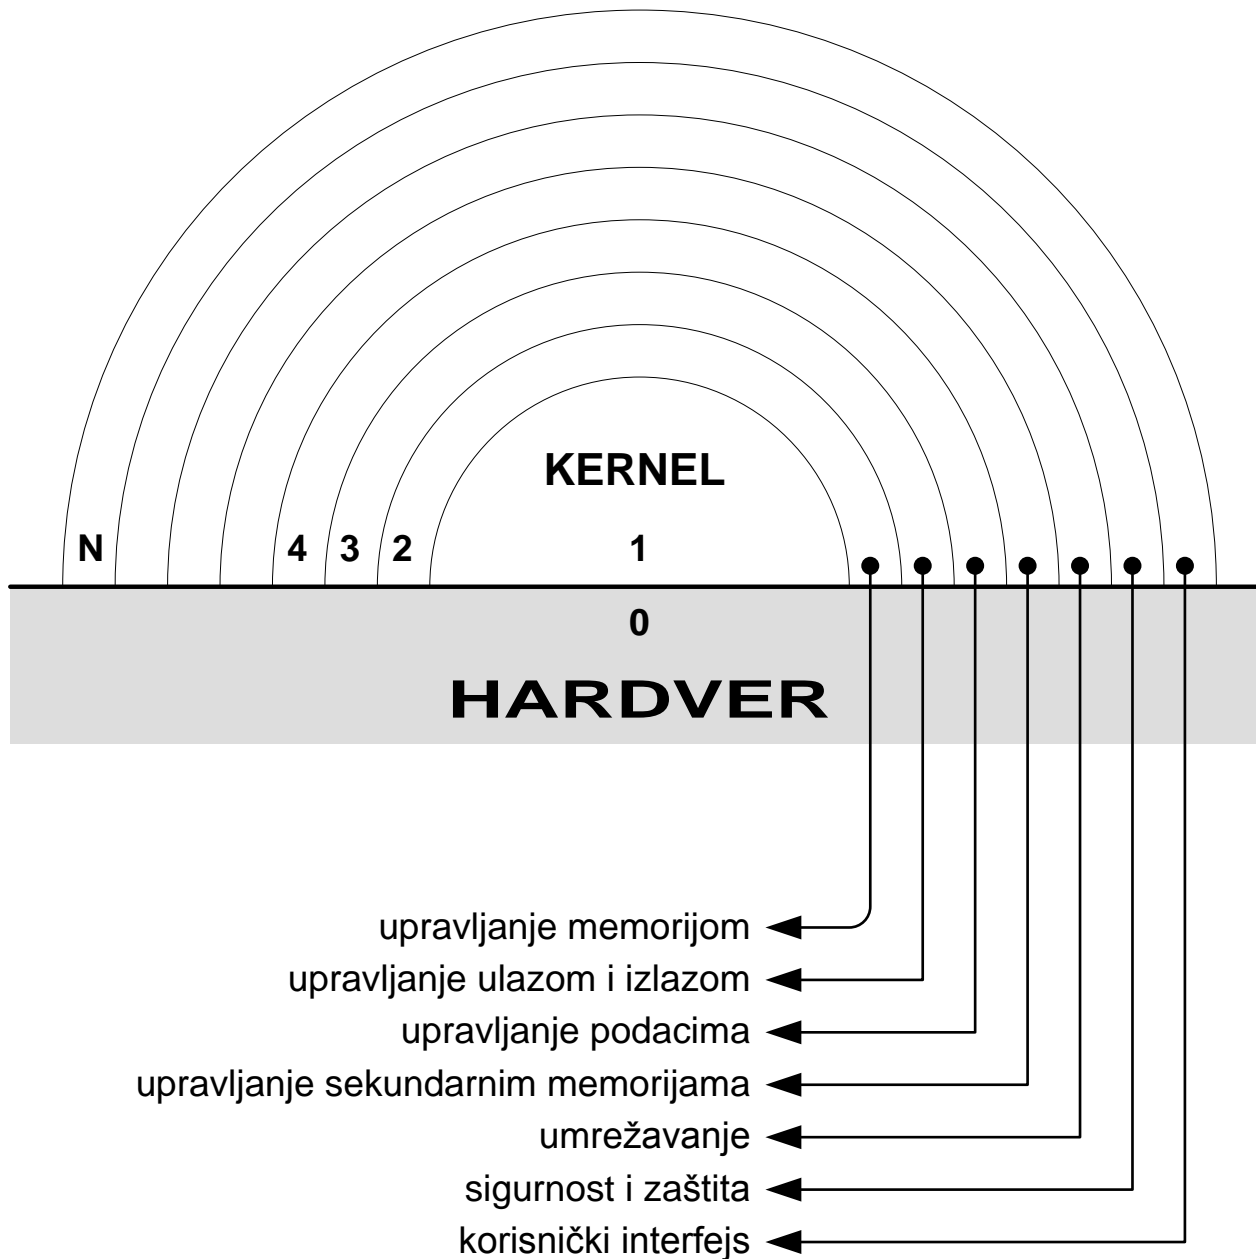 KERNEL
N 4 3 2 1
0
HARDVER
upravljanje memorijom
upravljanje ulazom i izlazom
upravljanje podacima
upravljanje sekundarnim memorijama
umrežavanje
sigurnost i zaštita
korisnički interfejs